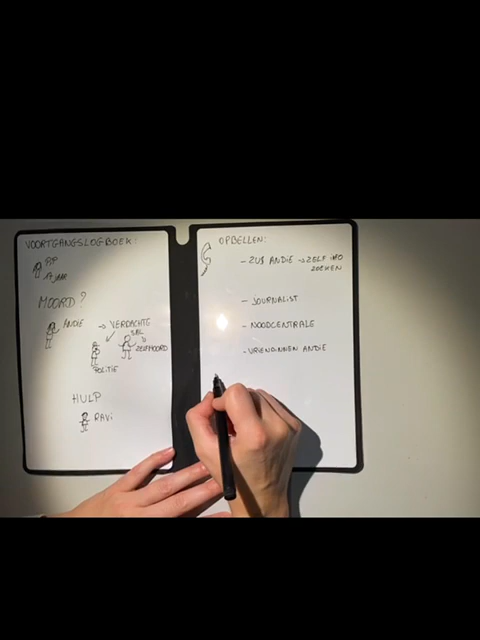 VOORTGANGSLOGBOEK:
PIP
17 JAAR
MOORD?
ANDIE
→ VERDACHTE
SAL
ZELFMOORD
POLITIE
HULP
RAVI
OPBELLEN:
- ZUS ANDIE → ZELF INFO
ZOEKEN
- JOURNALIST
- NOODCENTRALE
- VRIENDINNEN ANDIE